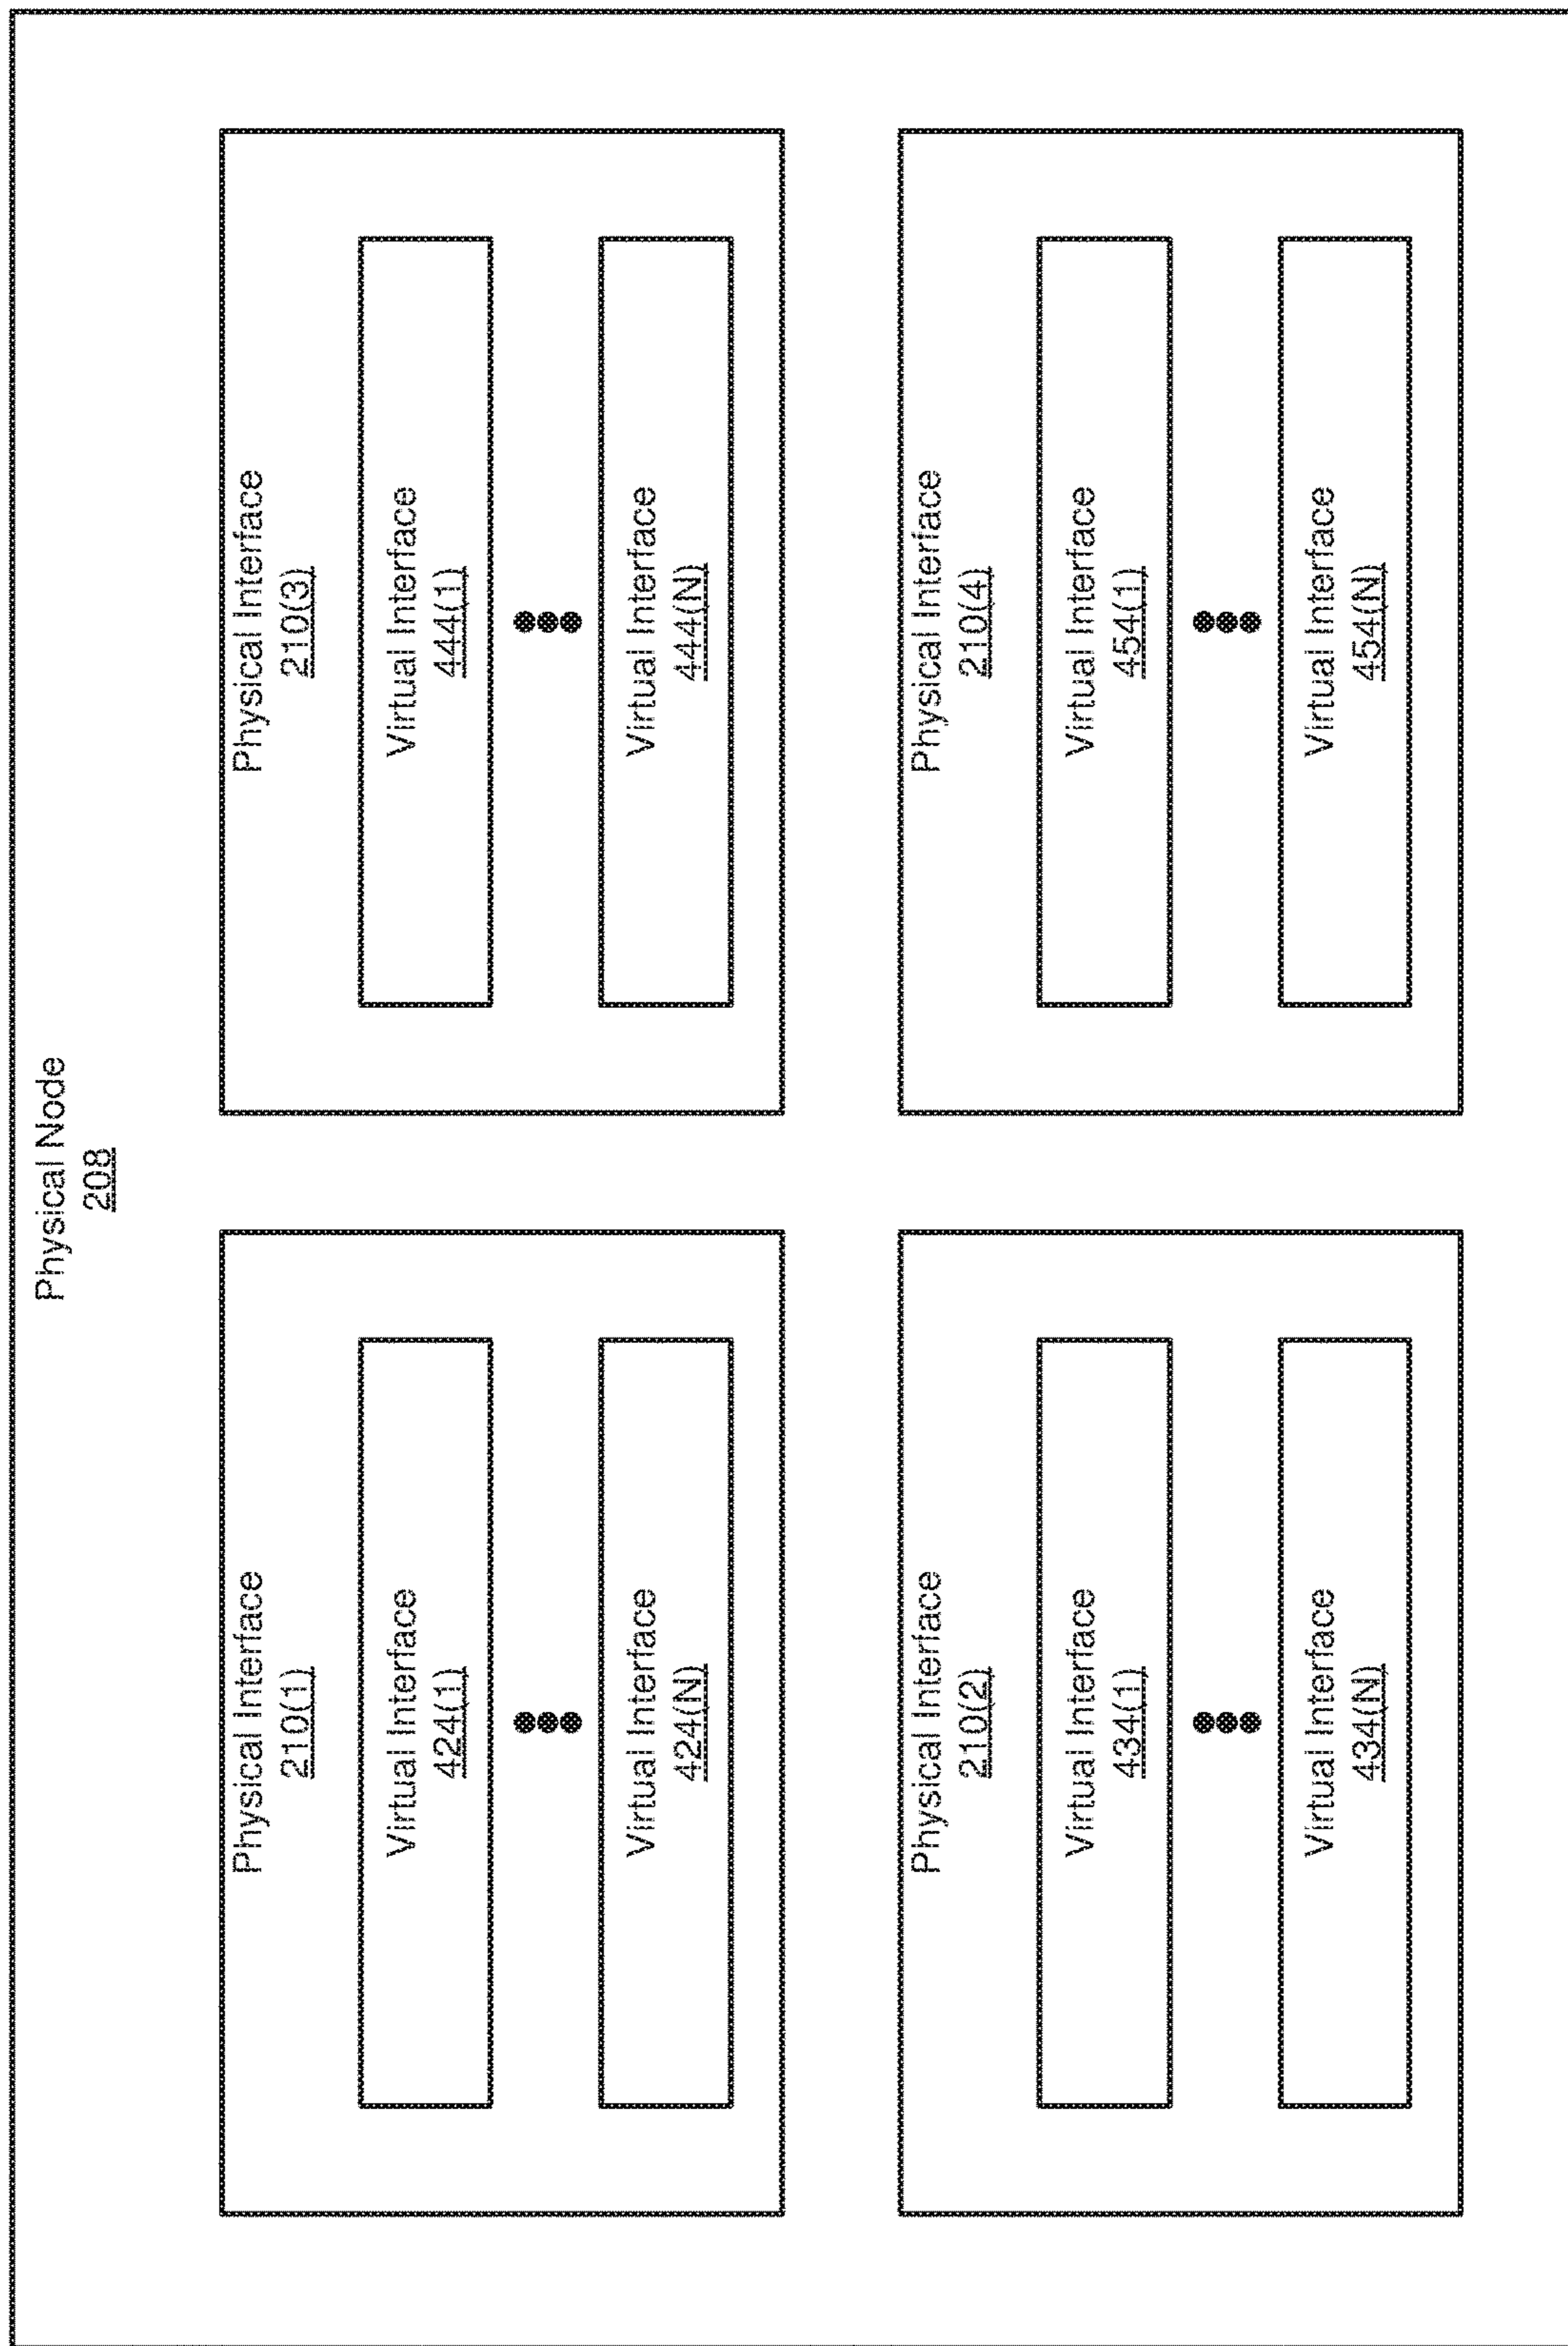 Physical Node
208
Physical Interface
210(1)
Virtual Interface
424(1)
Virtual Interface
424(N)
Physical Interface
210(3)
Virtual Interface
444(1)
Virtual Interface
444(N)
Physical Interface
210(2)
Virtual Interface
434(1)
Virtual Interface
434(N)
Physical Interface
210(4)
Virtual Interface
454(1)
Virtual Interface
454(N)